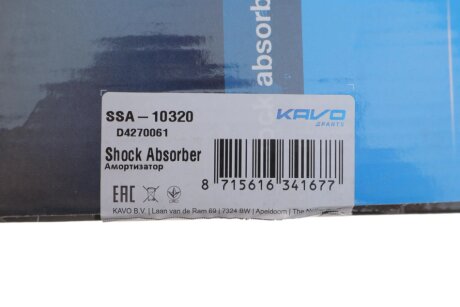 absorb
SSA – 10320
D4270061
KAVO
PARTS
Shock Absorber
Амортизатор
8 715616 341677
EAC
KAVO B.V. | Laan van de Ram 69 | 7324 BW | Apeldoorn | The